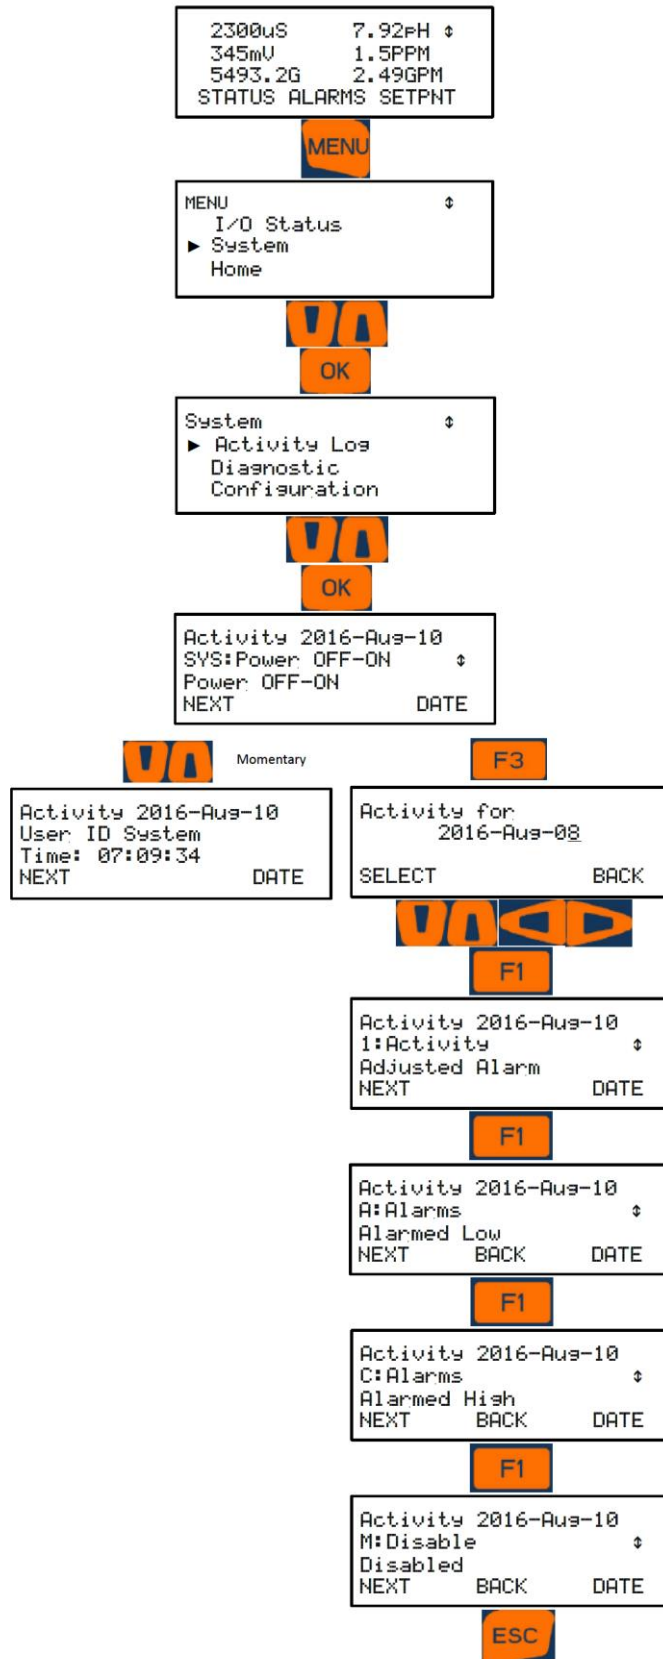 2300uS 7.92pH ↕
345mV 1.5PPM
5493.2G 2.49GPM
STATUS ALARMS SETPNT
MENU
MENU ↕
I/O Status
► System
Home
OK
System ↕
► Activity Log
Diagnostic
Configuration
OK
Activity 2016-Aug-10
SYS:Power OFF-ON ↕
Power OFF-ON
NEXT DATE
Momentary
Activity 2016-Aug-10
User ID System
Time: 07:09:34
NEXT DATE
F3
Activity for
2016-Aug-08
SELECT BACK
F1
Activity 2016-Aug-10
1:Activity ↕
Adjusted Alarm
NEXT DATE
F1
Activity 2016-Aug-10
A:Alarms ↕
Alarmed Low
NEXT BACK DATE
F1
Activity 2016-Aug-10
C:Alarms ↕
Alarmed High
NEXT BACK DATE
F1
Activity 2016-Aug-10
M:Disable ↕
Disabled
NEXT BACK DATE
ESC